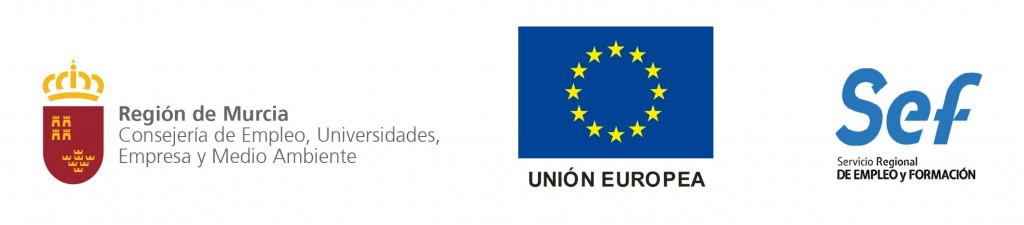 Región de Murcia
Consejería de Empleo, Universidades,
Empresa y Medio Ambiente
UNIÓN EUROPEA
Sef
Servicio Regional
DE EMPLEO y FORMACIÓN